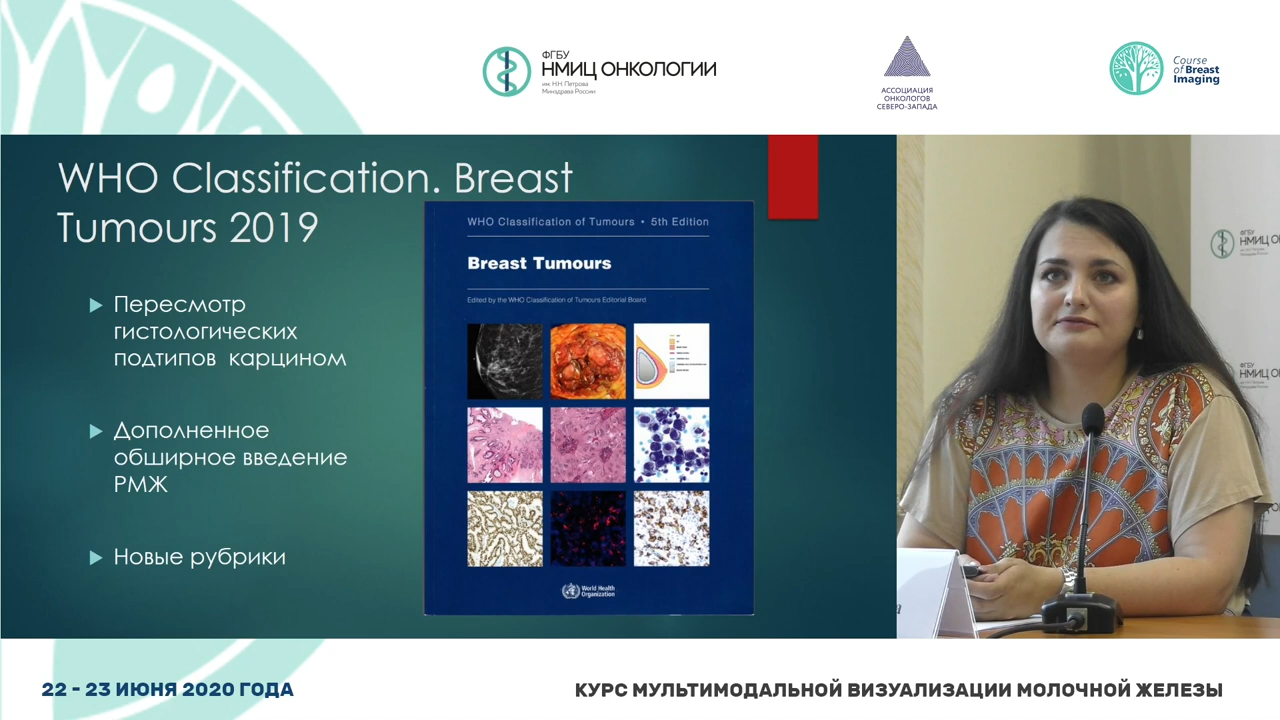 ФГБУ
НМИЦ ОНКОЛОГИИ
им. Н.Н. Петрова
Минздрава России
АССОЦИАЦИЯ
ОНКОЛОГОВ
СЕВЕРО-ЗАПАДА
Course
of Breast
Imaging
WHO Classification. Breast
Tumours 2019
Пересмотр
гистологических
подтипов карцином
Дополненное
обширное введение
РМЖ
Новые рубрики
WHO Classification of Tumours • 5th Edition
Breast Tumours
Edited by the WHO Classification of Tumours Editorial Board
World Health
Organization
ФГБУ
НМИЦ ОН
22 - 23 ИЮНЯ 2020 ГОДА
КУРС МУЛЬТИМОДАЛЬНОЙ ВИЗУАЛИЗАЦИИ МОЛОЧНОЙ ЖЕЛЕЗЫ